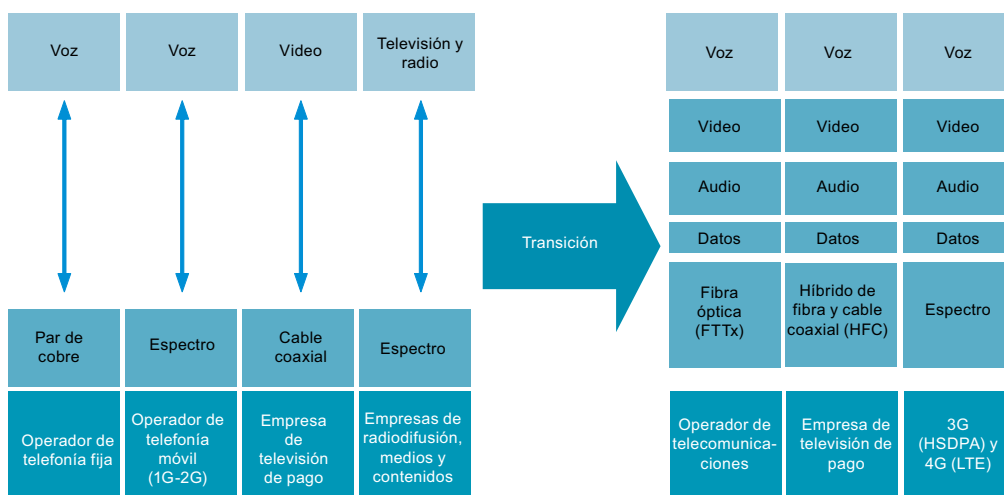 Voz
Voz
Video
Televisión y
radio
Par de
cobre
Espectro
Cable
coaxial
Espectro
Operador de
telefonía fija
Operador de
telefonía
móvil
(1G-2G)
Empresa
de
televisión
de pago
Empresas de
radiodifusión,
medios y
contenidos
Transición
Voz
Voz
Voz
Video
Video
Video
Audio
Audio
Audio
Datos
Datos
Datos
Fibra
óptica
(FTTx)
Híbrido de
fibra y cable
coaxial (HFC)
Espectro
Operador de
telecomunica-
ciones
Empresa de
televisión de
pago
3G
(HSDPA) y
4G (LTE)